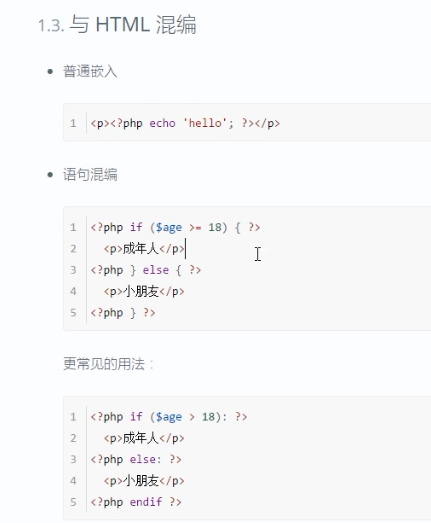 1.3. 与 HTML 混编
普通嵌入
1 <p><?php echo 'hello'; ?></p>
语句混编
1 <?php if ($age >= 18) { ?>
2 <p>成年人</p>
3 <?php } else { ?>
4 <p>小朋友</p>
5 <?php } ?>
更常见的用法：
1 <?php if ($age > 18): ?>
2 <p>成年人</p>
3 <?php else: ?>
4 <p>小朋友</p>
5 <?php endif ?>